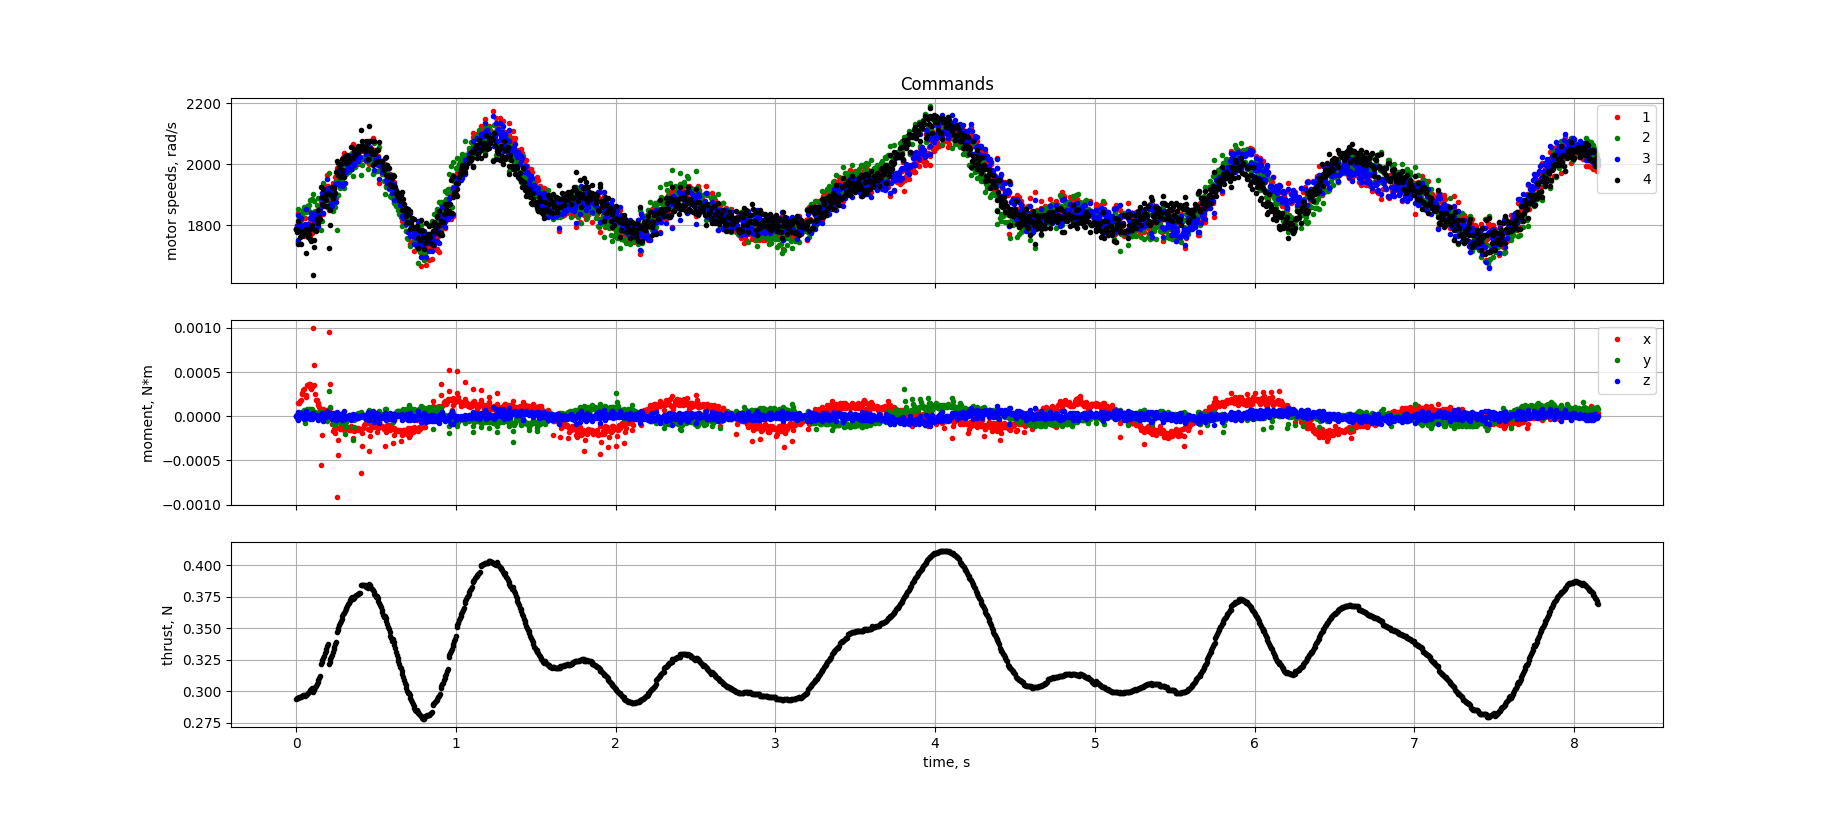 Commands
motor speeds, rad/s
2200
2000
1800
1
2
3
4
moment, N*m
0.0010
0.0005
0.0000
−0.0005
−0.0010
x
y
z
thrust, N
0.400
0.375
0.350
0.325
0.300
0.275
0 1 2 3 4 5 6 7 8
time, s